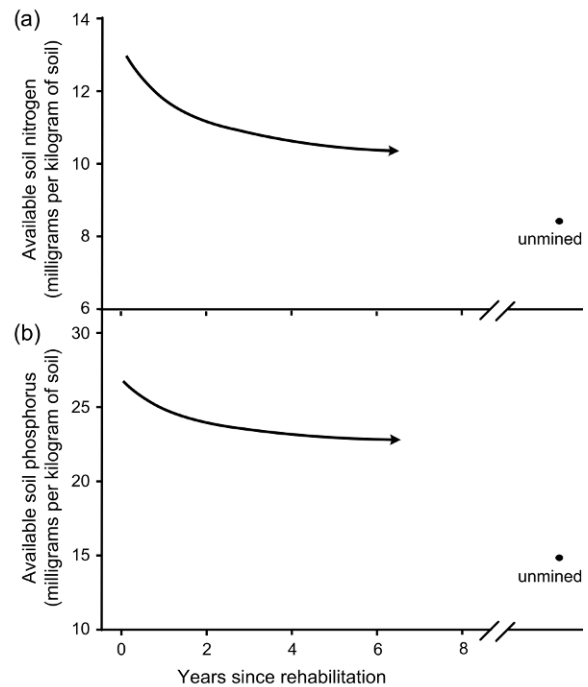 (a)
Available soil nitrogen
(milligrams per kilogram of soil)
14
12
10
8
6
unmined
(b)
Available soil phosphorus
(milligrams per kilogram of soil)
30
25
20
15
10
unmined
0 2 4 6 8
Years since rehabilitation